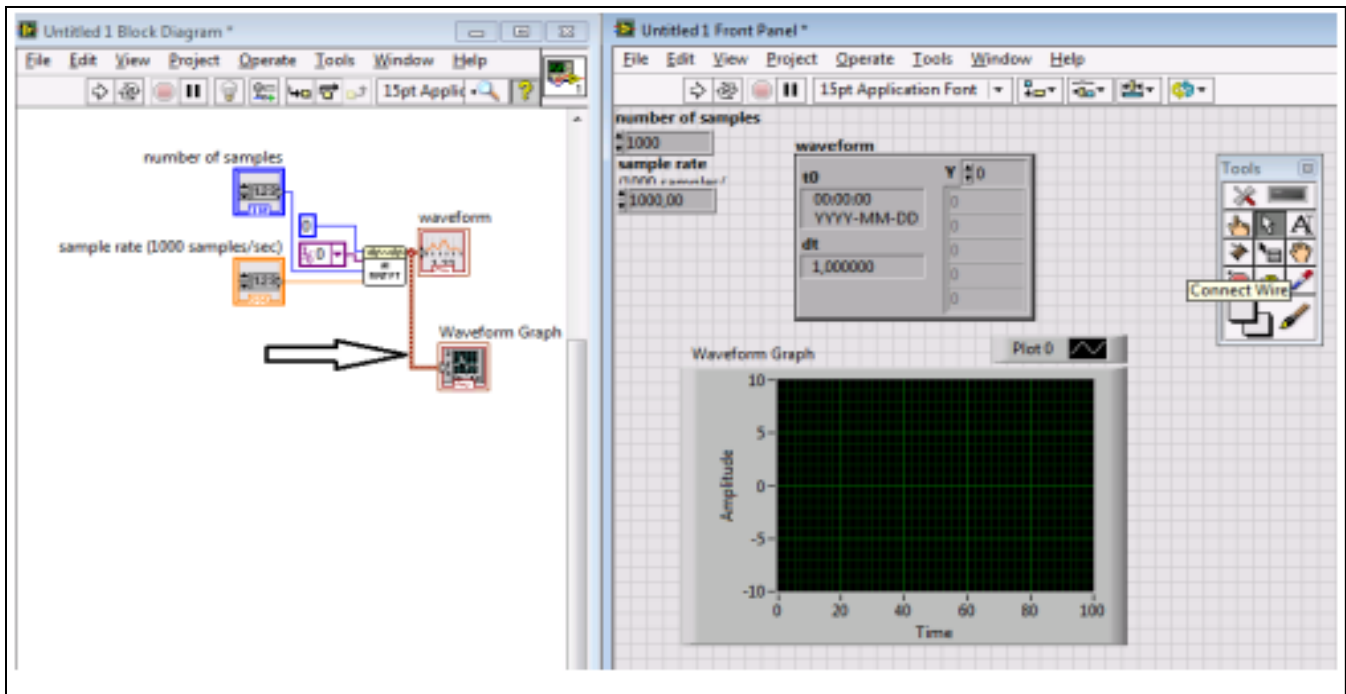 Untitled 1 Block Diagram *
File Edit View Project Operate Tools Window Help
15pt Applic
number of samples
sample rate (1000 samples/sec)
0
0
waveform
Waveform Graph
Untitled 1 Front Panel *
File Edit View Project Operate Tools Window Help
15pt Application Font
number of samples
1000
sample rate
1000,00
waveform
t0
00:00:00
YYYY-MM-DD
dt
1,000000
Y 0
0
0
0
0
0
Tools
A
Connect Wire
Waveform Graph
Plot 0
10
5
0
-5
-10
Amplitude
0 20 40 60 80 100
Time